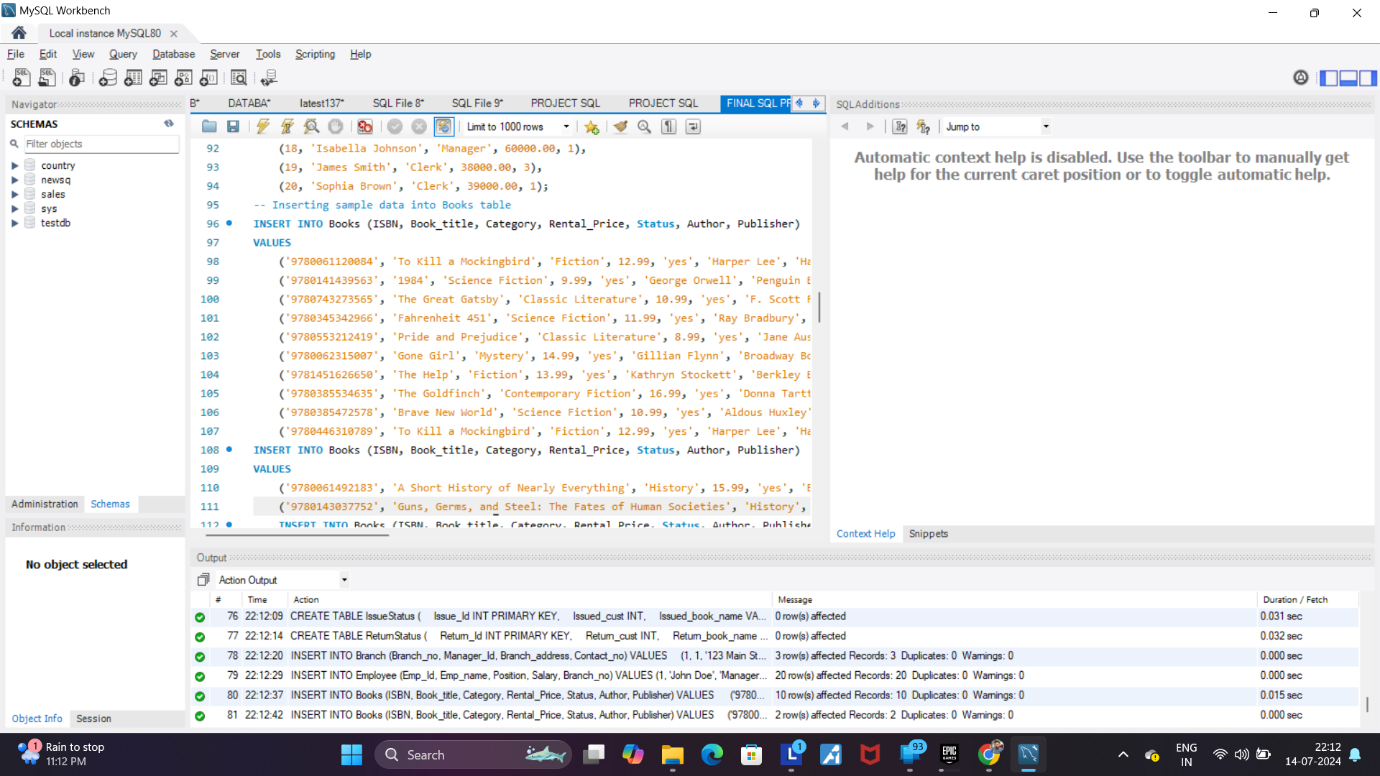 MySQL Workbench
Local instance MySQL80
File Edit View Query Database Server Tools Scripting Help
Navigator
SCHEMAS
Filter objects
country
newsq
sales
sys
testdb
Administration Schemas
Information
No object selected
Object Info Session
B* DATABA* latest137* SQL File 8* SQL File 9* PROJECT SQL PROJECT SQL FINAL SQL PR
Limit to 1000 rows
92 (18, 'Isabella Johnson', 'Manager', 60000.00, 1),
93 (19, 'James Smith', 'Clerk', 38000.00, 3),
94 (20, 'Sophia Brown', 'Clerk', 39000.00, 1);
95 -- Inserting sample data into Books table
96 INSERT INTO Books (ISBN, Book_title, Category, Rental_Price, Status, Author, Publisher)
97 VALUES
98 ('9780061120084', 'To Kill a Mockingbird', 'Fiction', 12.99, 'yes', 'Harper Lee', 'Ha
99 ('9780141439563', '1984', 'Science Fiction', 9.99, 'yes', 'George Orwell', 'Penguin B
100 ('9780743273565', 'The Great Gatsby', 'Classic Literature', 10.99, 'yes', 'F. Scott F
101 ('9780345342966', 'Fahrenheit 451', 'Science Fiction', 11.99, 'yes', 'Ray Bradbury',
102 ('9780553212419', 'Pride and Prejudice', 'Classic Literature', 8.99, 'yes', 'Jane Aus
103 ('9780062315007', 'Gone Girl', 'Mystery', 14.99, 'yes', 'Gillian Flynn', 'Broadway Bo
104 ('9781451626650', 'The Help', 'Fiction', 13.99, 'yes', 'Kathryn Stockett', 'Berkley B
105 ('9780385534635', 'The Goldfinch', 'Contemporary Fiction', 16.99, 'yes', 'Donna Tartt
106 ('9780385472578', 'Brave New World', 'Science Fiction', 10.99, 'yes', 'Aldous Huxley'
107 ('9780446310789', 'To Kill a Mockingbird', 'Fiction', 12.99, 'yes', 'Harper Lee', 'Ha
108 INSERT INTO Books (ISBN, Book_title, Category, Rental_Price, Status, Author, Publisher)
109 VALUES
110 ('9780061492183', 'A Short History of Nearly Everything', 'History', 15.99, 'yes', 'B
111 ('9780143037752', 'Guns, Germs, and Steel: The Fates of Human Societies', 'History',
112 INSERT INTO Books (ISBN, Book_title, Category, Rental_Price, Status, Author, Publishe
SQLAdditions
Jump to
Automatic context help is disabled. Use the toolbar to manually get
help for the current caret position or to toggle automatic help.
Context Help Snippets
Output
Action Output
# Time Action Message Duration / Fetch
76 22:12:09 CREATE TABLE IssueStatus ( Issue_Id INT PRIMARY KEY, Issued_cust INT, Issued_book_name VA... 0 row(s) affected 0.031 sec
77 22:12:14 CREATE TABLE ReturnStatus ( Return_Id INT PRIMARY KEY, Return_cust INT, Return_book_name ... 0 row(s) affected 0.032 sec
78 22:12:20 INSERT INTO Branch (Branch_no, Manager_Id, Branch_address, Contact_no) VALUES (1, 1, '123 Main St... 3 row(s) affected Records: 3 Duplicates: 0 Warnings: 0 0.000 sec
79 22:12:29 INSERT INTO Employee (Emp_Id, Emp_name, Position, Salary, Branch_no) VALUES (1, 'John Doe', 'Manager... 20 row(s) affected Records: 20 Duplicates: 0 Warnings: 0 0.000 sec
80 22:12:37 INSERT INTO Books (ISBN, Book_title, Category, Rental_Price, Status, Author, Publisher) VALUES ('9780... 10 row(s) affected Records: 10 Duplicates: 0 Warnings: 0 0.015 sec
81 22:12:42 INSERT INTO Books (ISBN, Book_title, Category, Rental_Price, Status, Author, Publisher) VALUES ('97800... 2 row(s) affected Records: 2 Duplicates: 0 Warnings: 0 0.000 sec
1 Rain to stop
11:12 PM
Search
L 1
93
EPIC GAMES
ENG
IN
22:12
14-07-2024